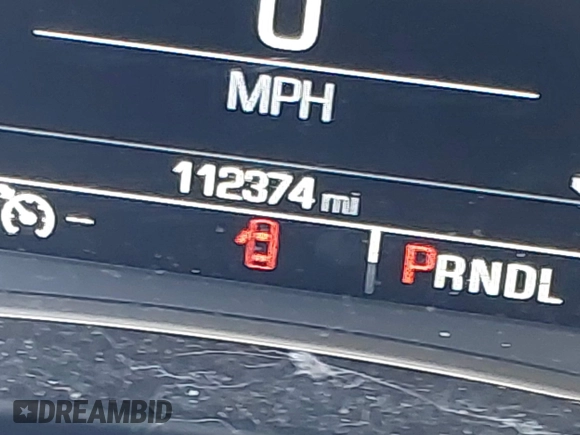 0
MPH
112374 mi
PRNDL
DREAMBID